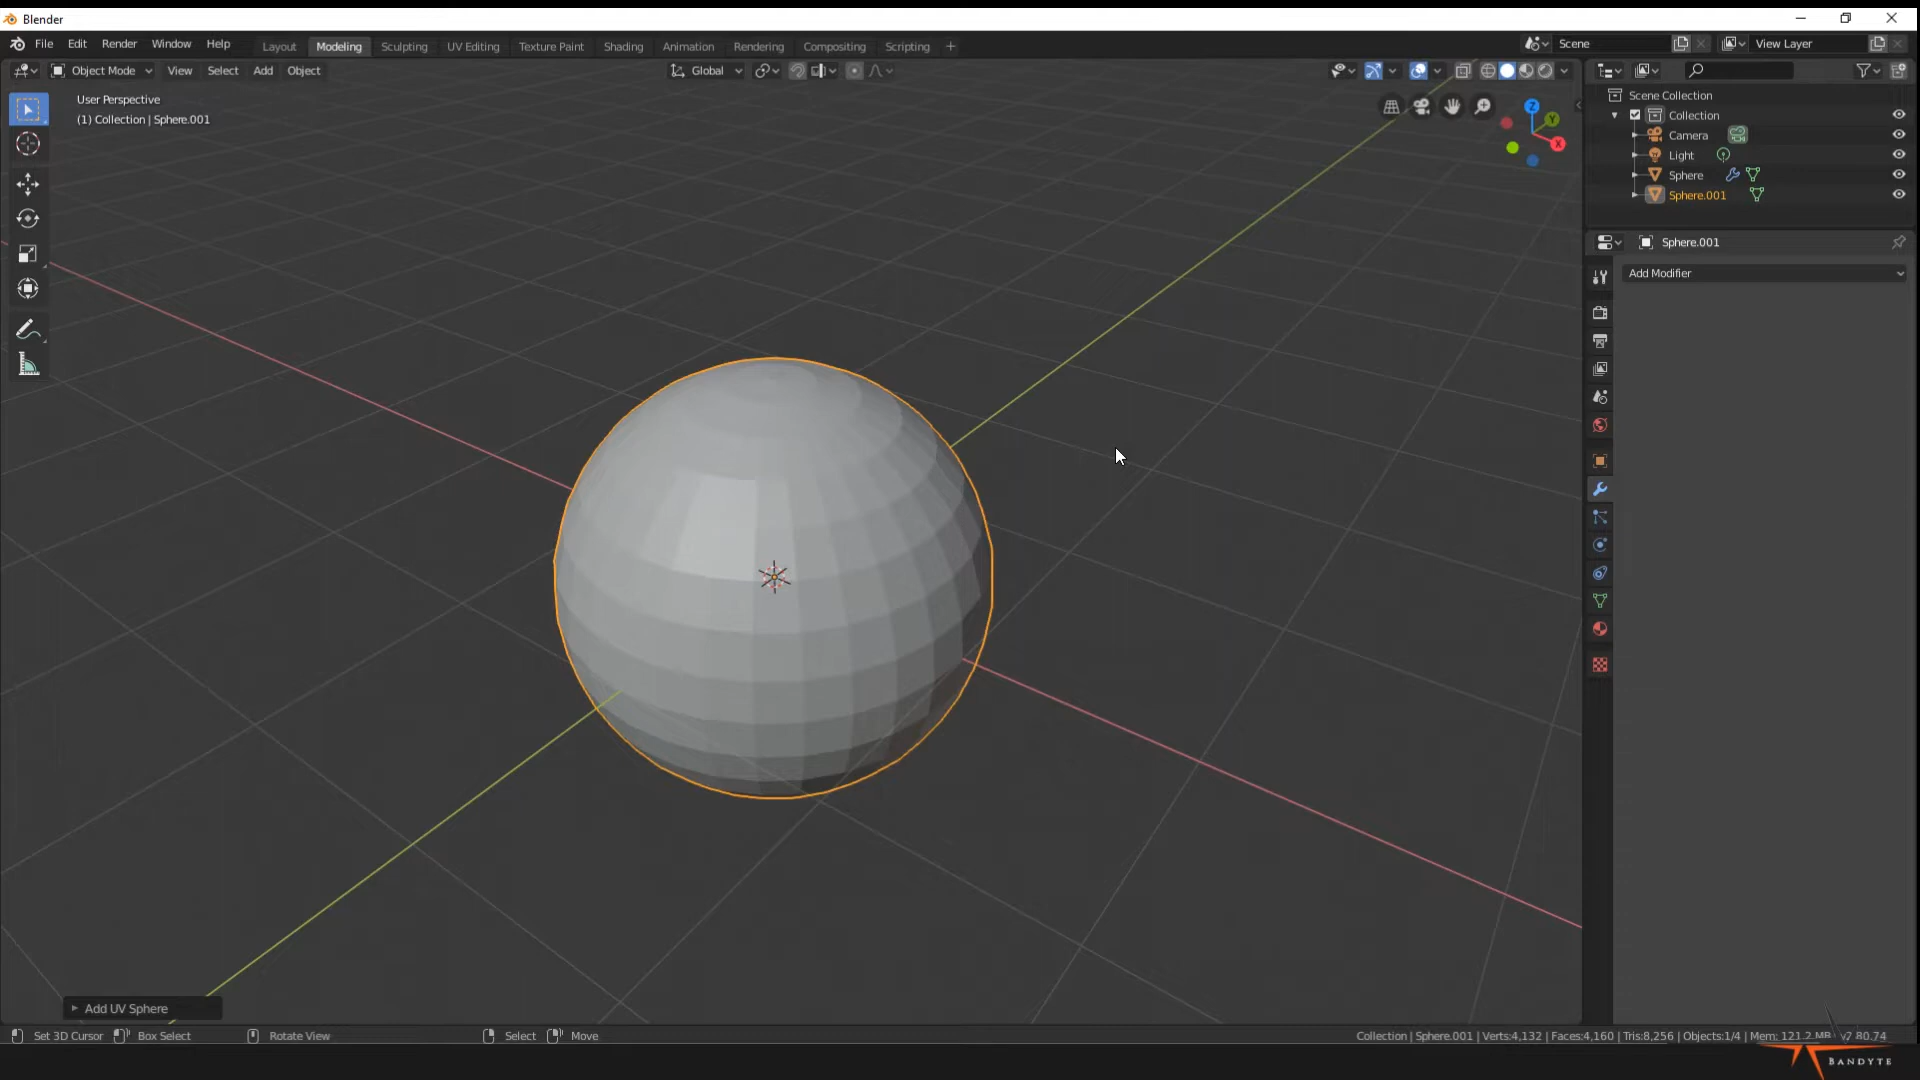 Blender
File Edit Render Window Help Layout Modeling Sculpting UV Editing Texture Paint Shading Animation Rendering Compositing Scripting + Scene View Layer
Object Mode View Select Add Object Global
User Perspective
(1) Collection | Sphere.001
Z
Y
X
Scene Collection
Collection
Camera
Light
Sphere
Sphere.001
Sphere.001
Add Modifier
Add UV Sphere
Set 3D Cursor Box Select Rotate View Select Move Collection | Sphere.001 | Verts:4,132 | Faces:4,160 | Tris:8,256 | Objects:1/4 | Mem: 121.2 MB
BANDYTE